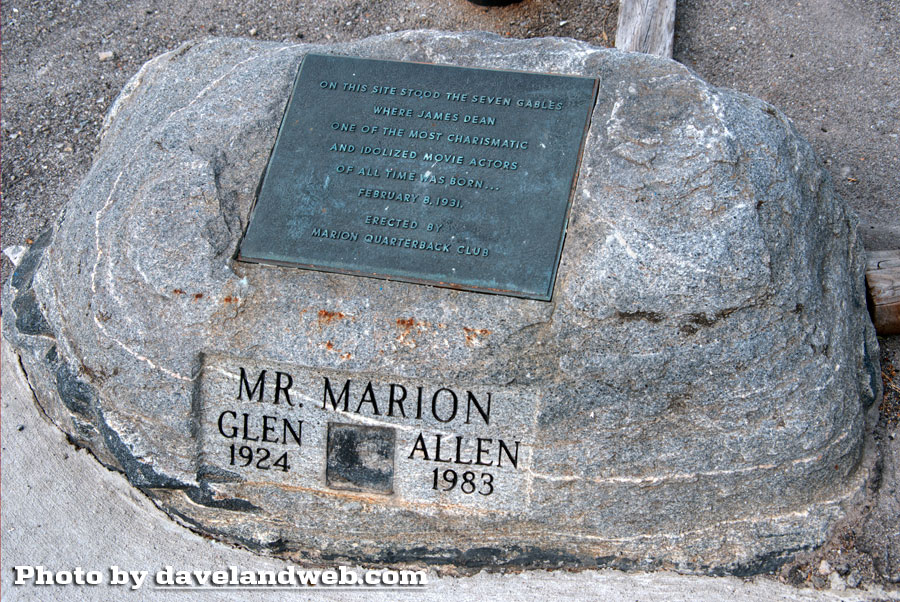 ON THIS SITE STOOD THE SEVEN GABLES
WHERE JAMES DEAN
ONE OF THE MOST CHARISMATIC
AND IDOLIZED MOVIE ACTORS
OF ALL TIME WAS BORN...
FEBRUARY 8, 1931.
ERECTED BY
MARION QUARTERBACK CLUB
MR. MARION
GLEN ALLEN
1924 1983
Photo by davelandweb.com